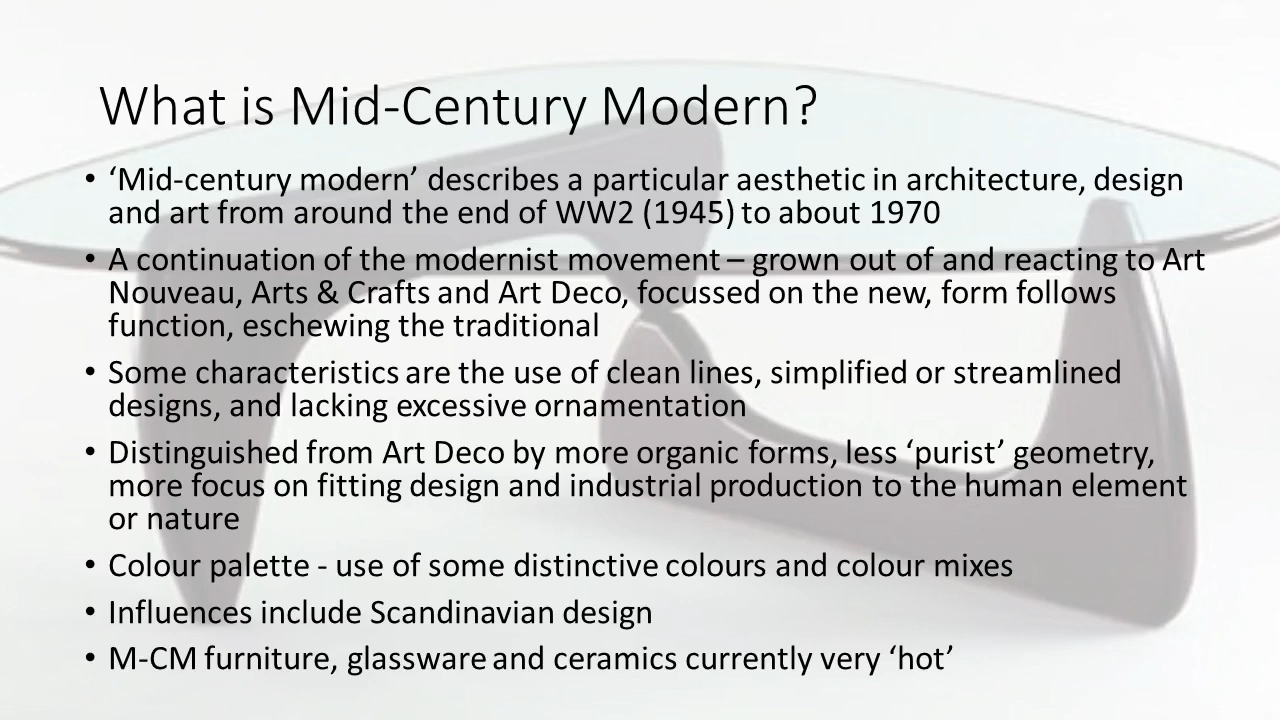 What is Mid-Century Modern?
• ‘Mid-century modern’ describes a particular aesthetic in architecture, design
and art from around the end of WW2 (1945) to about 1970
• A continuation of the modernist movement – grown out of and reacting to Art
Nouveau, Arts & Crafts and Art Deco, focussed on the new, form follows
function, eschewing the traditional
• Some characteristics are the use of clean lines, simplified or streamlined
designs, and lacking excessive ornamentation
• Distinguished from Art Deco by more organic forms, less ‘purist’ geometry,
more focus on fitting design and industrial production to the human element
or nature
• Colour palette - use of some distinctive colours and colour mixes
• Influences include Scandinavian design
• M-CM furniture, glassware and ceramics currently very ‘hot’